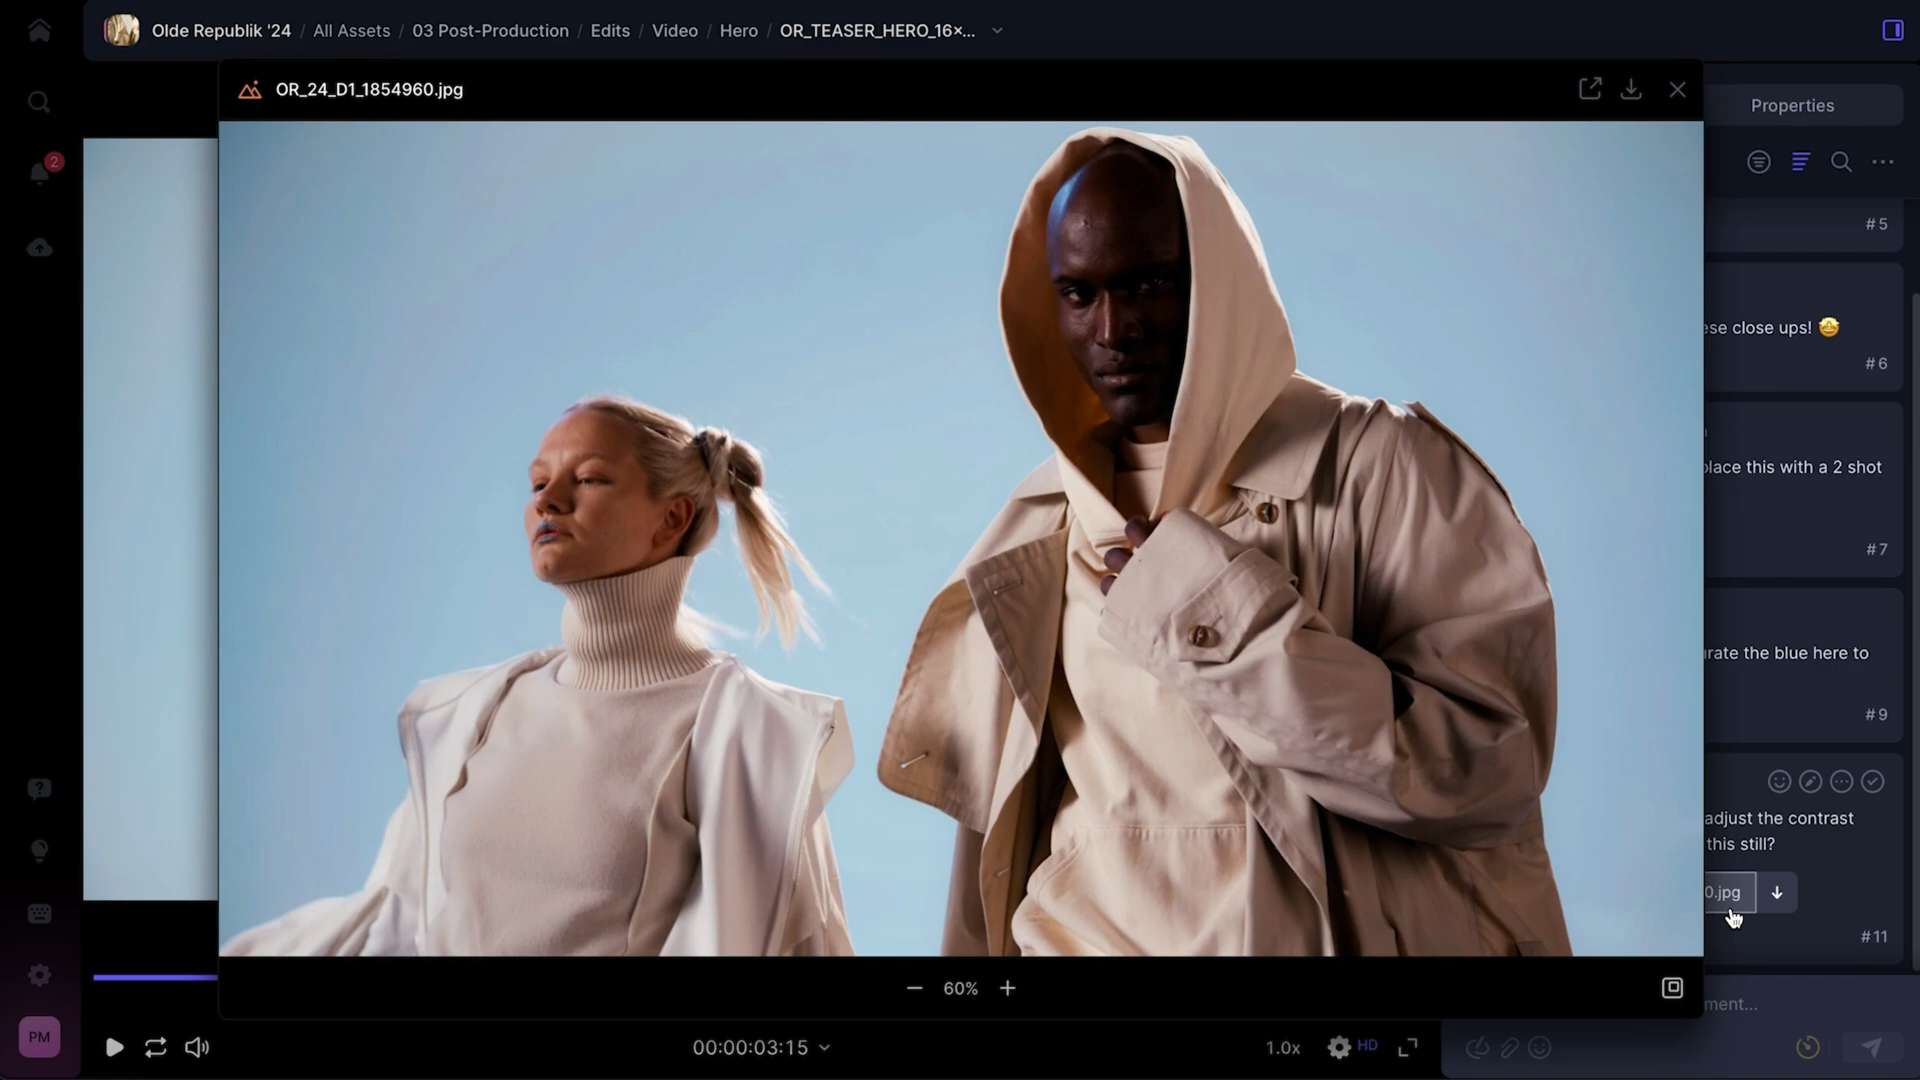 Olde Republik '24 / All Assets / 03 Post-Production / Edits / Video / Hero / OR_TEASER_HERO_16×...
OR_24_D1_1854960.jpg
Properties
2
#5
ese close ups! 🤩
#6
lace this with a 2 shot
#7
rate the blue here to
#9
adjust the contrast
this still?
0.jpg
#11
60%
ment...
PM
00:00:03:15
1.0x
HD